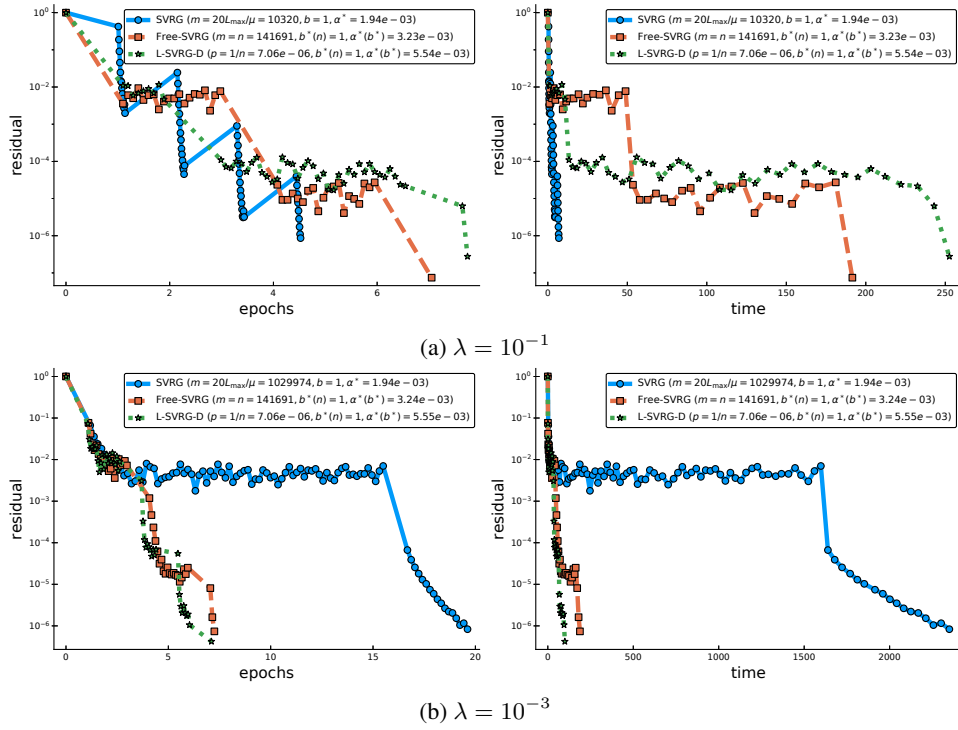 SVRG (m = 20L_max/μ = 10320, b = 1, α* = 1.94e − 03)
Free-SVRG (m = n = 141691, b*(n) = 1, α*(b*) = 3.23e − 03)
L-SVRG-D (p = 1/n = 7.06e − 06, b*(n) = 1, α*(b*) = 5.54e − 03)
residual
10^0
10^−2
10^−4
10^−6
0 2 4 6
epochs
SVRG (m = 20L_max/μ = 10320, b = 1, α* = 1.94e − 03)
Free-SVRG (m = n = 141691, b*(n) = 1, α*(b*) = 3.23e − 03)
L-SVRG-D (p = 1/n = 7.06e − 06, b*(n) = 1, α*(b*) = 5.54e − 03)
residual
10^0
10^−2
10^−4
10^−6
0 50 100 150 200 250
time
(a) λ = 10^−1
SVRG (m = 20L_max/μ = 1029974, b = 1, α* = 1.94e − 03)
Free-SVRG (m = n = 141691, b*(n) = 1, α*(b*) = 3.24e − 03)
L-SVRG-D (p = 1/n = 7.06e − 06, b*(n) = 1, α*(b*) = 5.55e − 03)
residual
10^0
10^−1
10^−2
10^−3
10^−4
10^−5
10^−6
0 5 10 15 20
epochs
SVRG (m = 20L_max/μ = 1029974, b = 1, α* = 1.94e − 03)
Free-SVRG (m = n = 141691, b*(n) = 1, α*(b*) = 3.24e − 03)
L-SVRG-D (p = 1/n = 7.06e − 06, b*(n) = 1, α*(b*) = 5.55e − 03)
residual
10^0
10^−1
10^−2
10^−3
10^−4
10^−5
10^−6
0 500 1000 1500 2000
time
(b) λ = 10^−3